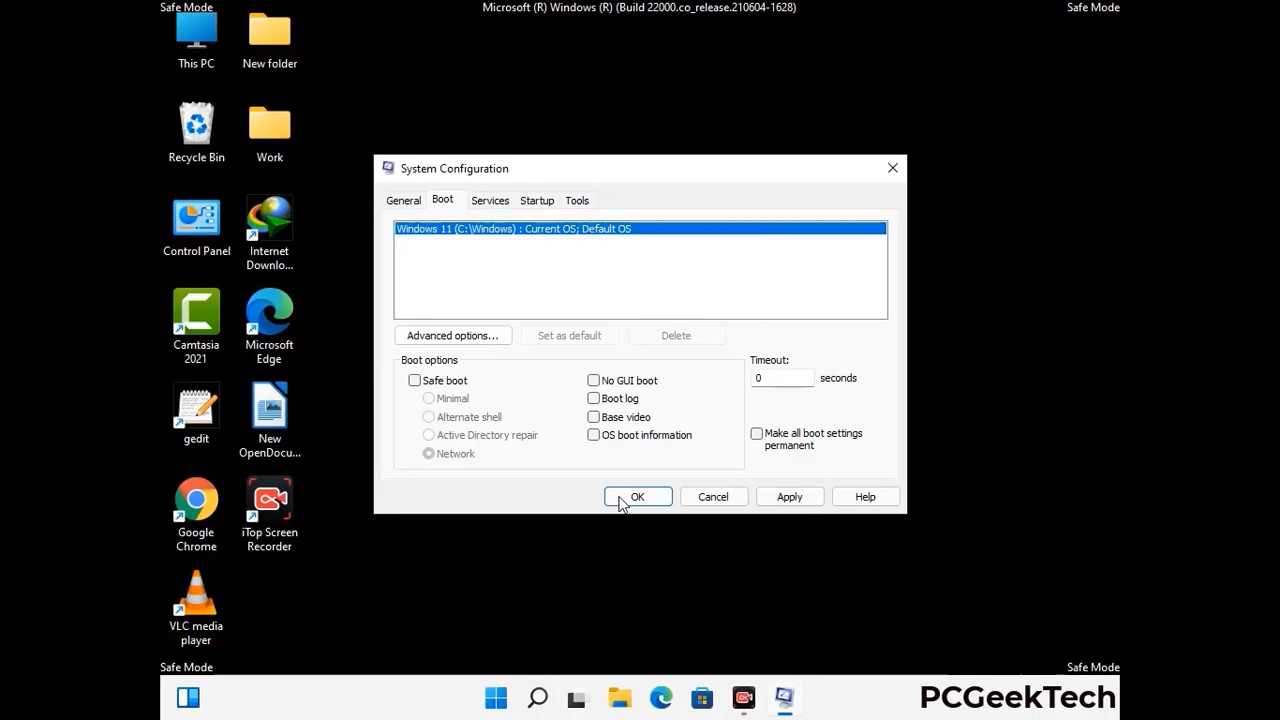 Safe Mode
Microsoft (R) Windows (R) (Build 22000.co_release.210604-1628)
Safe Mode
This PC
New folder
Recycle Bin
Work
Control Panel
Internet
Downlo...
Camtasia
2021
Microsoft
Edge
gedit
New
OpenDocu...
Google
Chrome
iTop Screen
Recorder
VLC media
player
System Configuration
General
Boot
Services
Startup
Tools
Windows 11 (C:\Windows) : Current OS; Default OS
Advanced options...
Set as default
Delete
Boot options
Safe boot
Minimal
Alternate shell
Active Directory repair
Network
No GUI boot
Boot log
Base video
OS boot information
Timeout:
0 seconds
Make all boot settings
permanent
OK
Cancel
Apply
Help
Safe Mode
Safe Mode
PCGeekTech